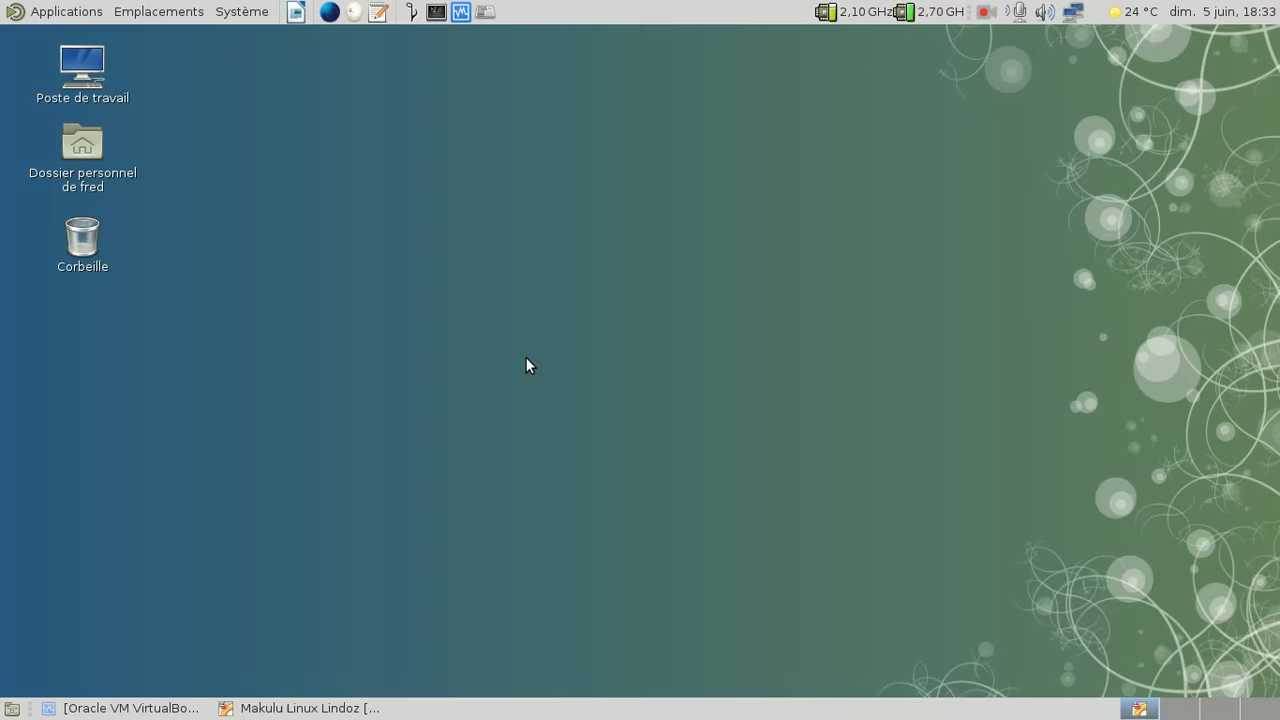 Applications Emplacements Système 2,10 GHz 2,70 GH 24 °C dim. 5 juin, 18:33
Poste de travail
Dossier personnel
de fred
Corbeille
[Oracle VM VirtualBo... Makulu Linux Lindoz [...